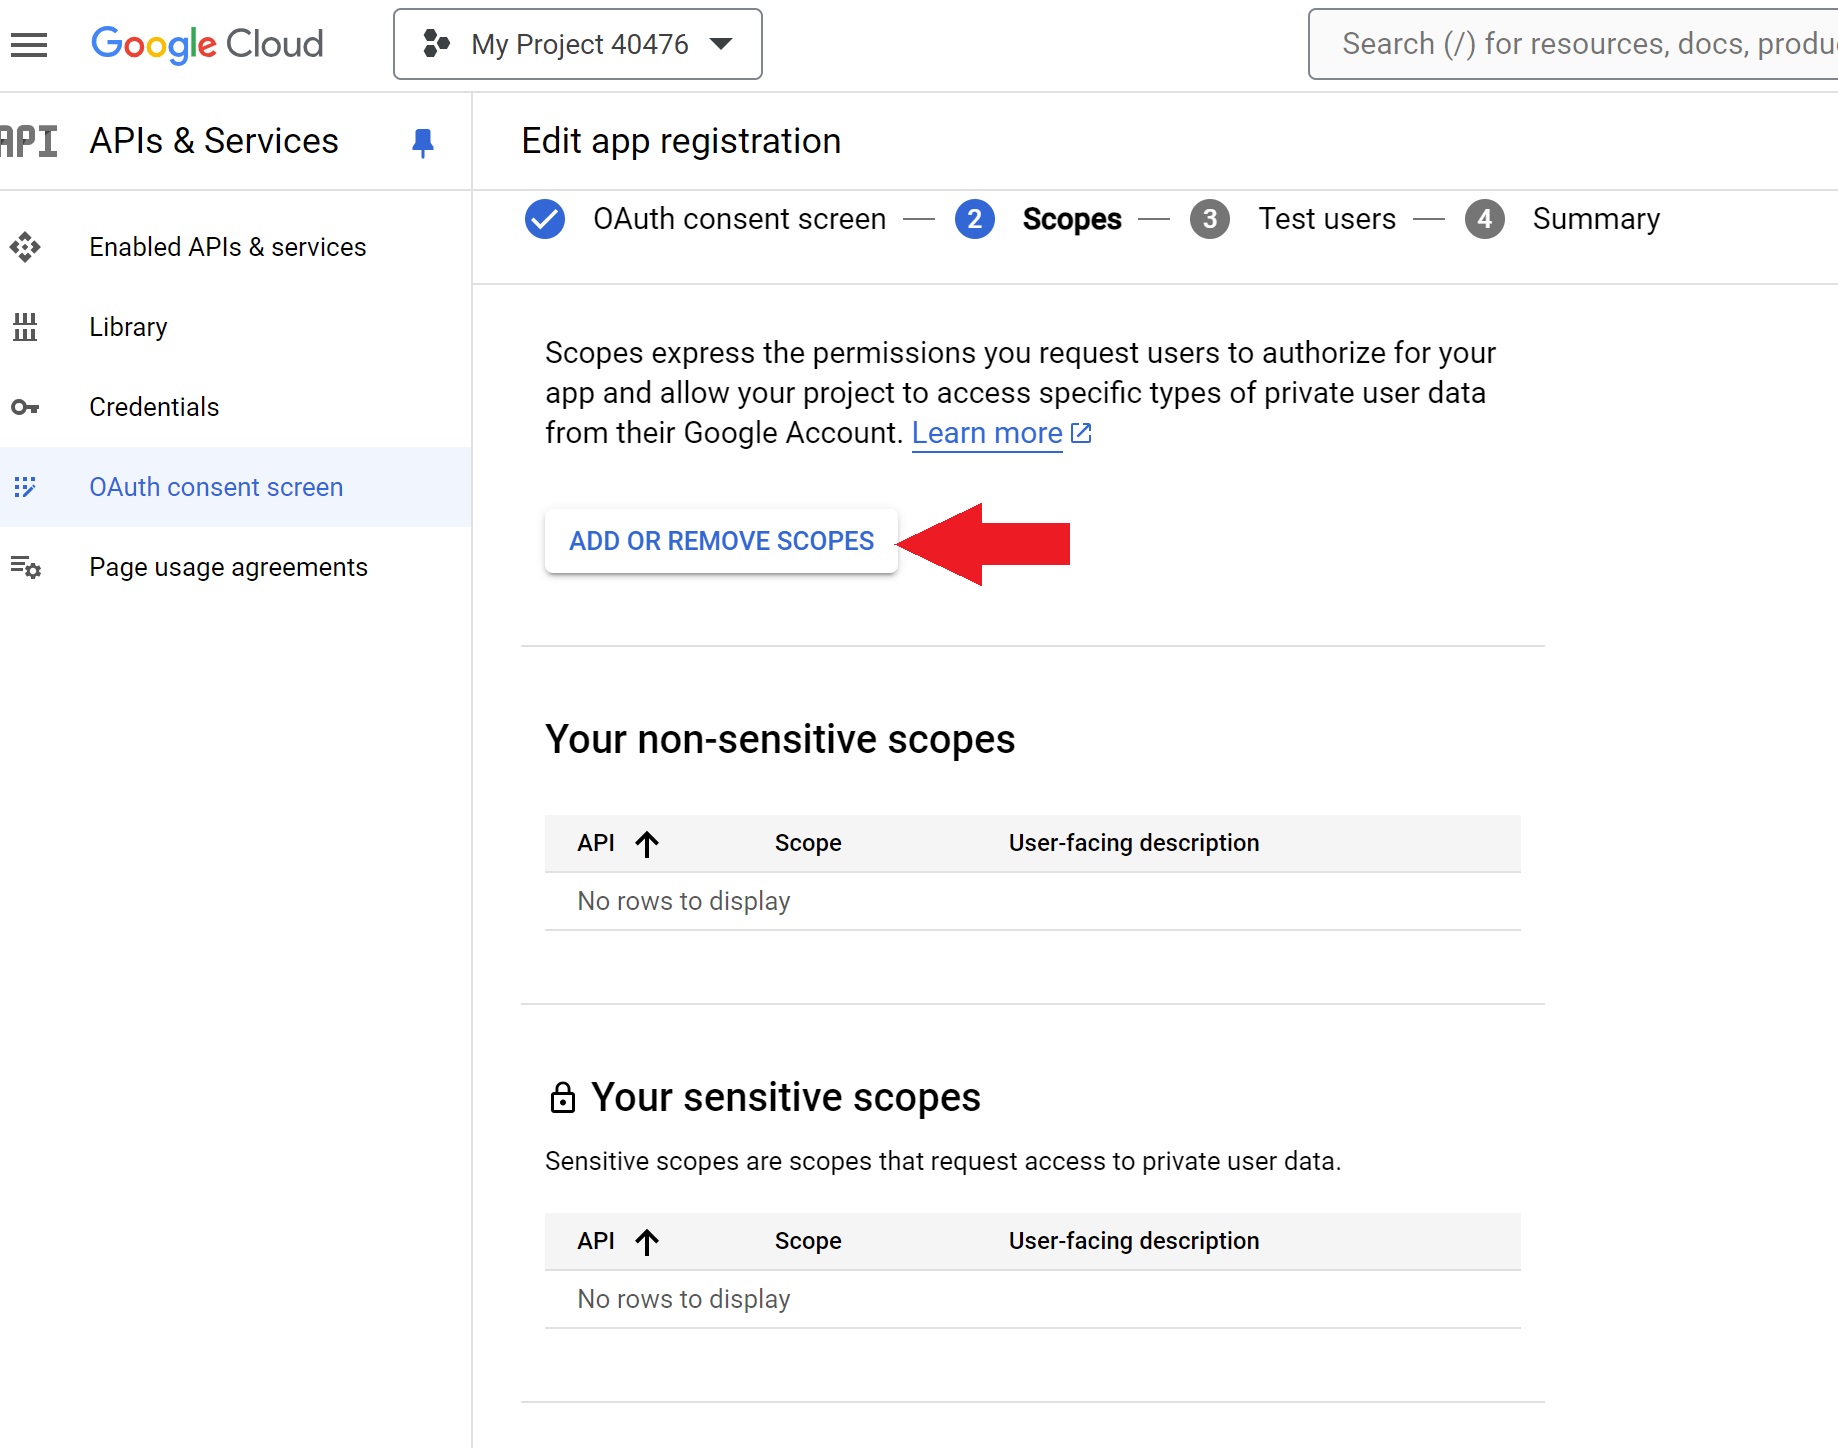 Google Cloud
My Project 40476
Search (/) for resources, docs, produ
API
APIs & Services
Edit app registration
OAuth consent screen — 2 Scopes — 3 Test users — 4 Summary
Enabled APIs & services
Library
Credentials
OAuth consent screen
Page usage agreements
Scopes express the permissions you request users to authorize for your
app and allow your project to access specific types of private user data
from their Google Account. Learn more
ADD OR REMOVE SCOPES
Your non-sensitive scopes
API Scope User-facing description
No rows to display
Your sensitive scopes
Sensitive scopes are scopes that request access to private user data.
API Scope User-facing description
No rows to display